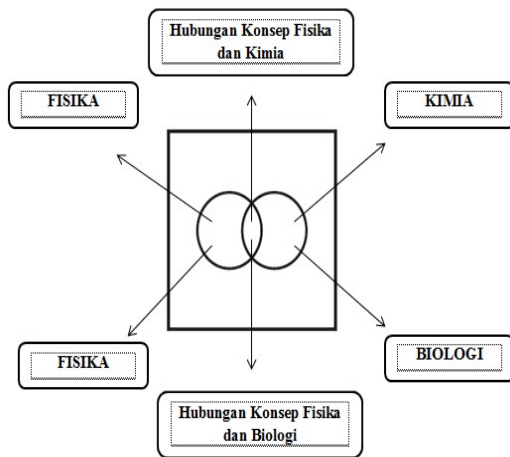 Hubungan Konsep Fisika
dan Kimia
FISIKA
KIMIA
FISIKA
BIOLOGI
Hubungan Konsep Fisika
dan Biologi